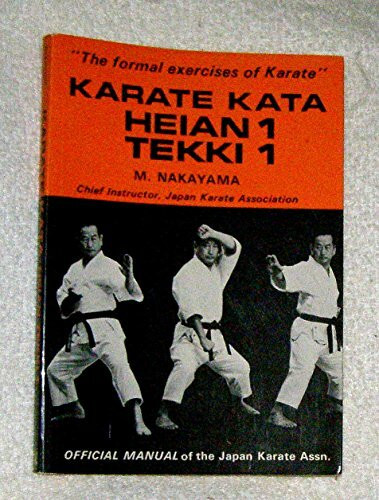 "The formal exercises of Karate"
KARATE KATA
HEIAN 1
TEKKI 1
M. NAKAYAMA
Chief Instructor, Japan Karate Association
OFFICIAL MANUAL of the Japan Karate Assn.